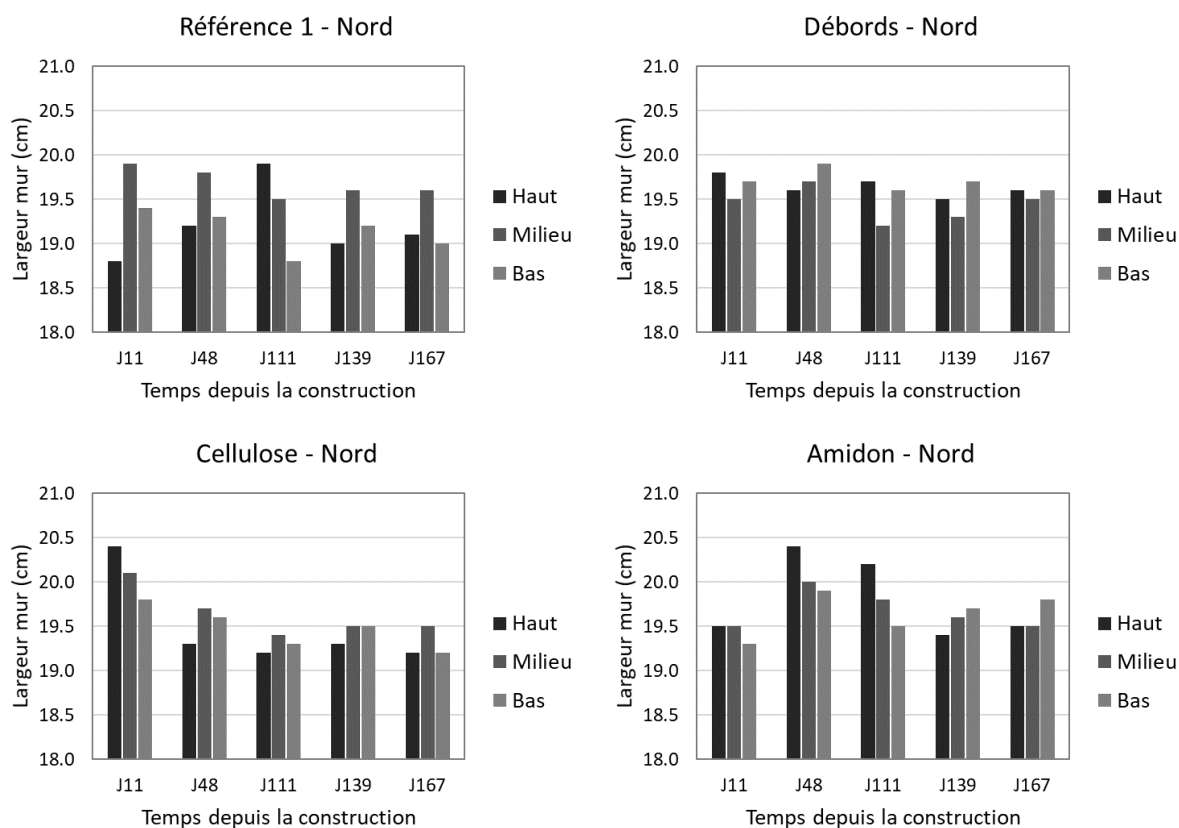 Référence 1 - Nord
21.0
20.5
20.0
19.5
19.0
18.5
18.0
Largeur mur (cm)
J11 J48 J111 J139 J167
Temps depuis la construction
Haut
Milieu
Bas
Débords - Nord
21.0
20.5
20.0
19.5
19.0
18.5
18.0
Largeur mur (cm)
J11 J48 J111 J139 J167
Temps depuis la construction
Haut
Milieu
Bas
Cellulose - Nord
21.0
20.5
20.0
19.5
19.0
18.5
18.0
Largeur mur (cm)
J11 J48 J111 J139 J167
Temps depuis la construction
Haut
Milieu
Bas
Amidon - Nord
21.0
20.5
20.0
19.5
19.0
18.5
18.0
Largeur mur (cm)
J11 J48 J111 J139 J167
Temps depuis la construction
Haut
Milieu
Bas